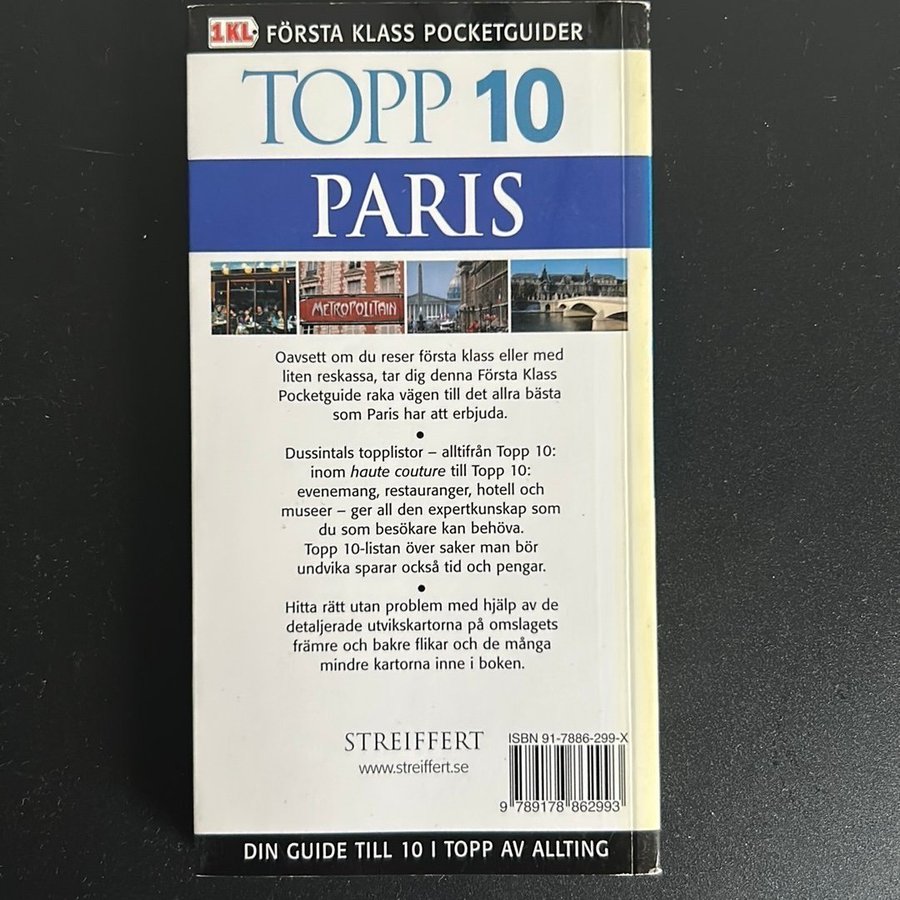 1KL FÖRSTA KLASS POCKETGUIDER
TOPP 10
PARIS
METROPOLITAIN
Oavsett om du reser första klass eller med
liten reskassa, tar dig denna Första Klass
Pocketguide raka vägen till det allra bästa
som Paris har att erbjuda.
•
Dussintals topplistor – alltifrån Topp 10:
inom haute couture till Topp 10:
evenemang, restauranger, hotell och
museer – ger all den expertkunskap som
du som besökare kan behöva.
Topp 10-listan över saker man bör
undvika sparar också tid och pengar.
•
Hitta rätt utan problem med hjälp av de
detaljerade utvikskartorna på omslagets
främre och bakre flikar och de många
mindre kartorna inne i boken.
STREIFFERT
www.streiffert.se
ISBN 91-7886-299-X
9 789178 862993
DIN GUIDE TILL 10 I TOPP AV ALLTING